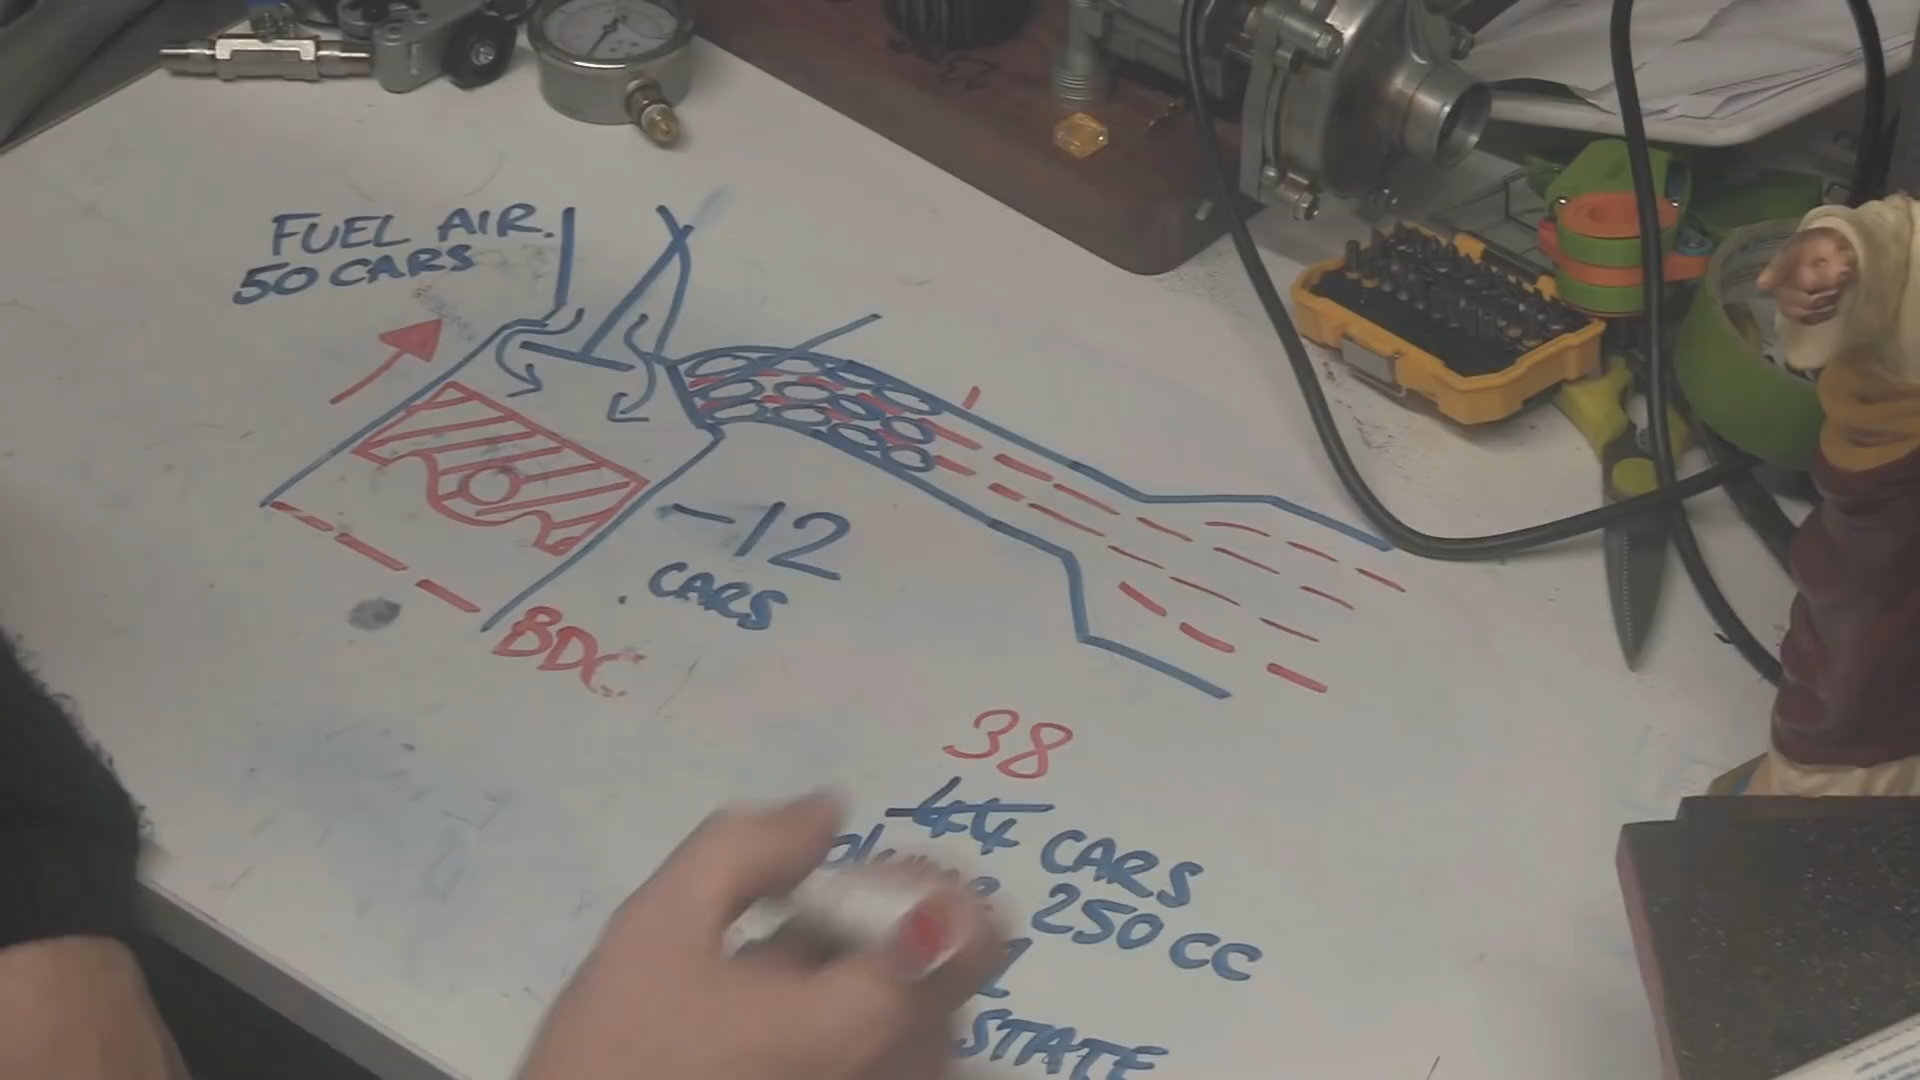 FUEL AIR.
50 CARS
-12
CARS
BDC
38
44 CARS
250 CC
STATE